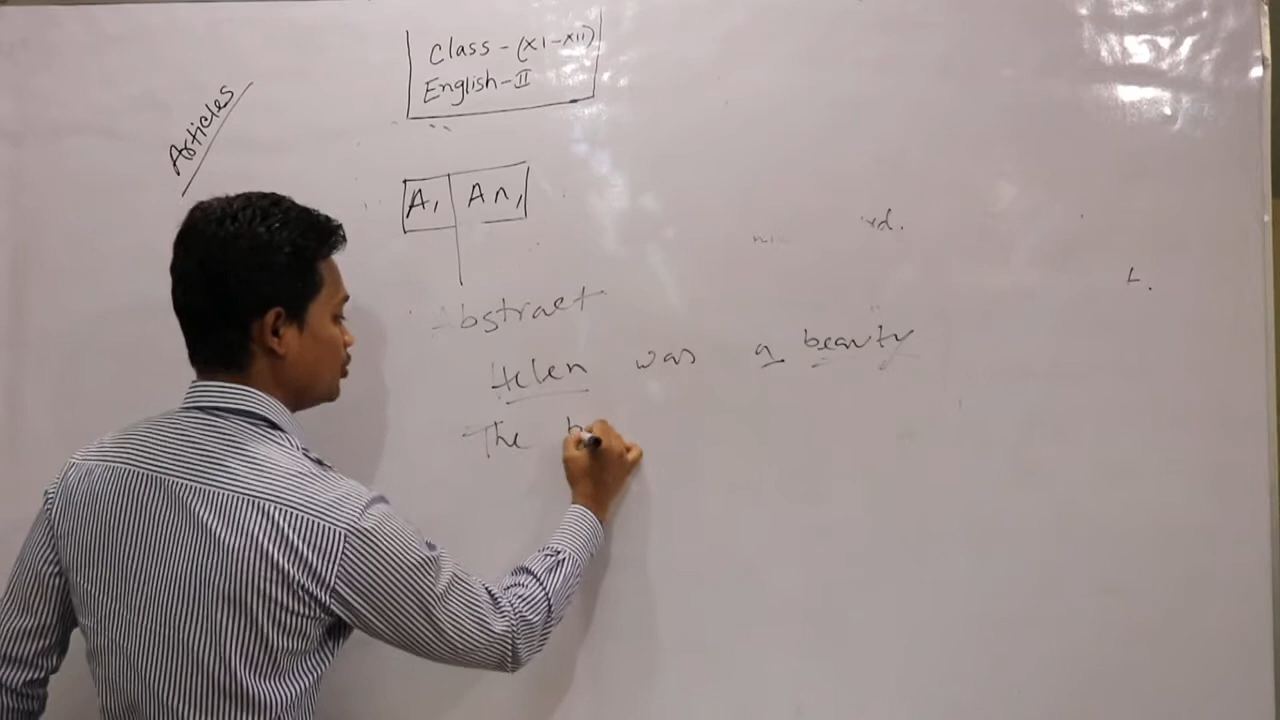 Class - (XI-XII)
English-II
Articles
A, An,
Abstract
Helen was a beauty
The b